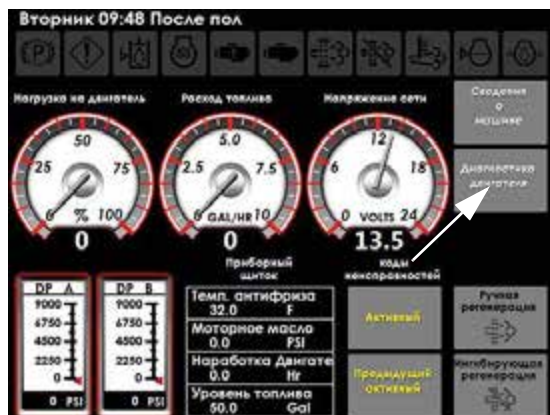 Вторник 09:48 После пол
Нагрузка на двигатель
Расход топлива
Напряжение сети
Сведения
о
машине
0 25 50 75 100
%
0
0 2.5 5.0 7.5 10
GAL/HR
0
0 6 12 18 24
VOLTS
13.5
Диагностика
двигателя
Приборный
щиток
коды
неисправностей
DP A
9000
6750
4500
2250
0
0 PSI
DP B
9000
6750
4500
2250
0
0 PSI
Темп. антифриза
32.0 F
Моторное масло
0.0 PSI
Наработка Двигате
0.0 Hr
Уровень топлива
50.0 Gal
Активный
Предыдущий
активный
Ручная
регенерация
Ингибирующая
регенерация